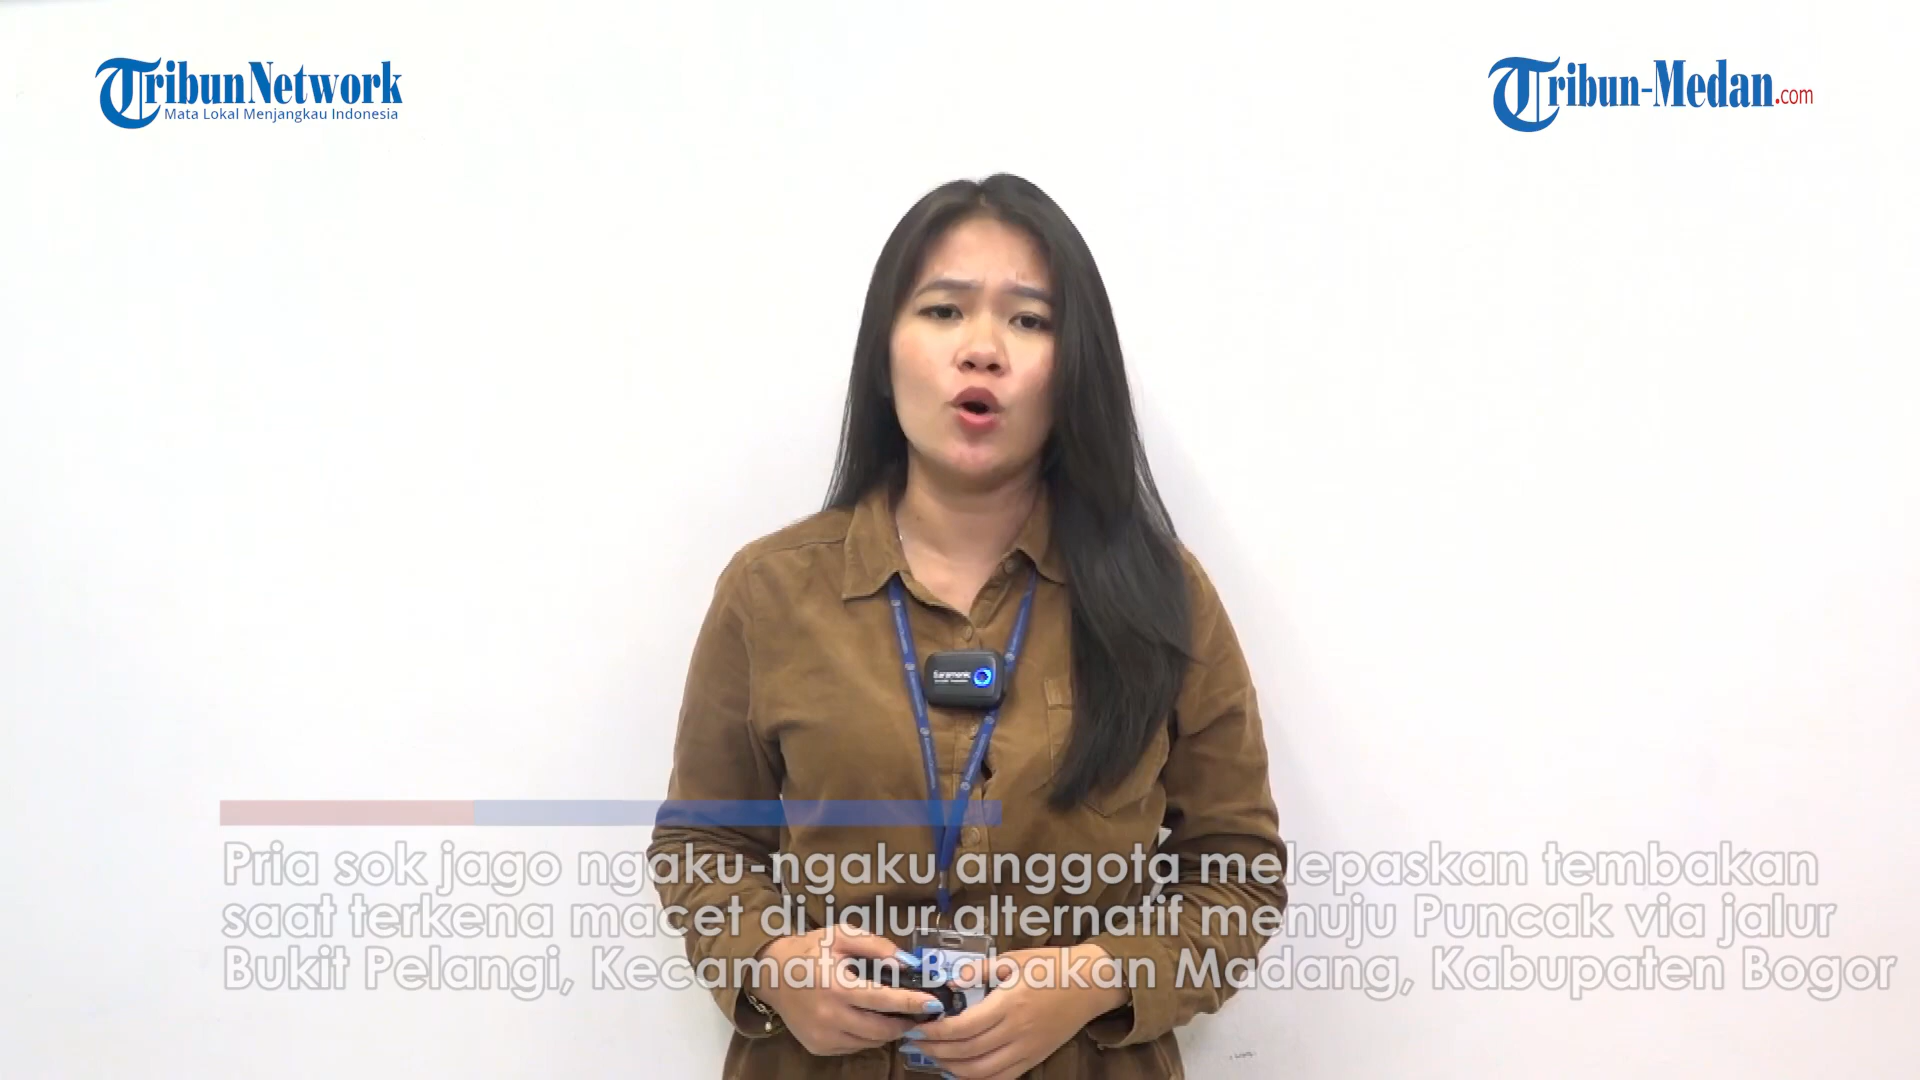 TribunNetwork
Mata Lokal Menjangkau Indonesia
Tribun-Medan.com
Saramonic
Pria sok jago ngaku-ngaku anggota melepaskan tembakan
saat terkena macet di jalur alternatif menuju Puncak via jalur
Bukit Pelangi, Kecamatan Babakan Madang, Kabupaten Bogor